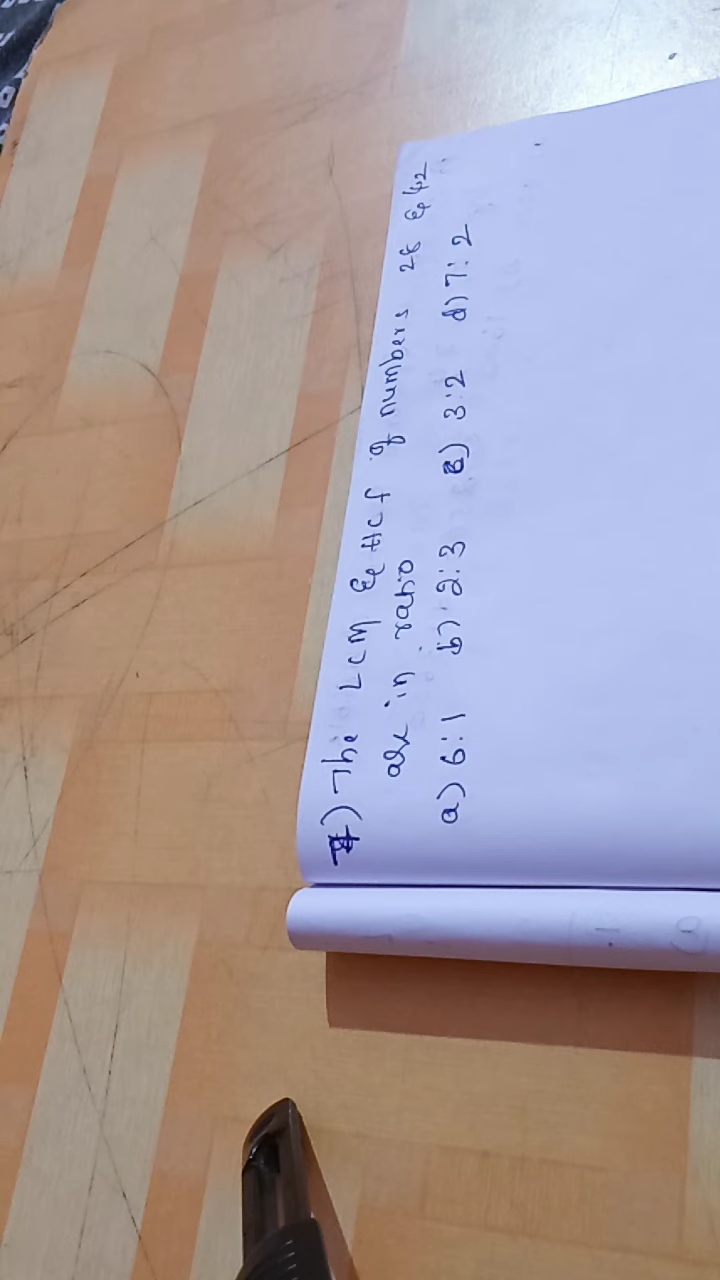 7) The LCM & HCF of numbers 28 & 42
are in ratio
a) 6:1 b) 2:3 c) 3:2 d) 7:2